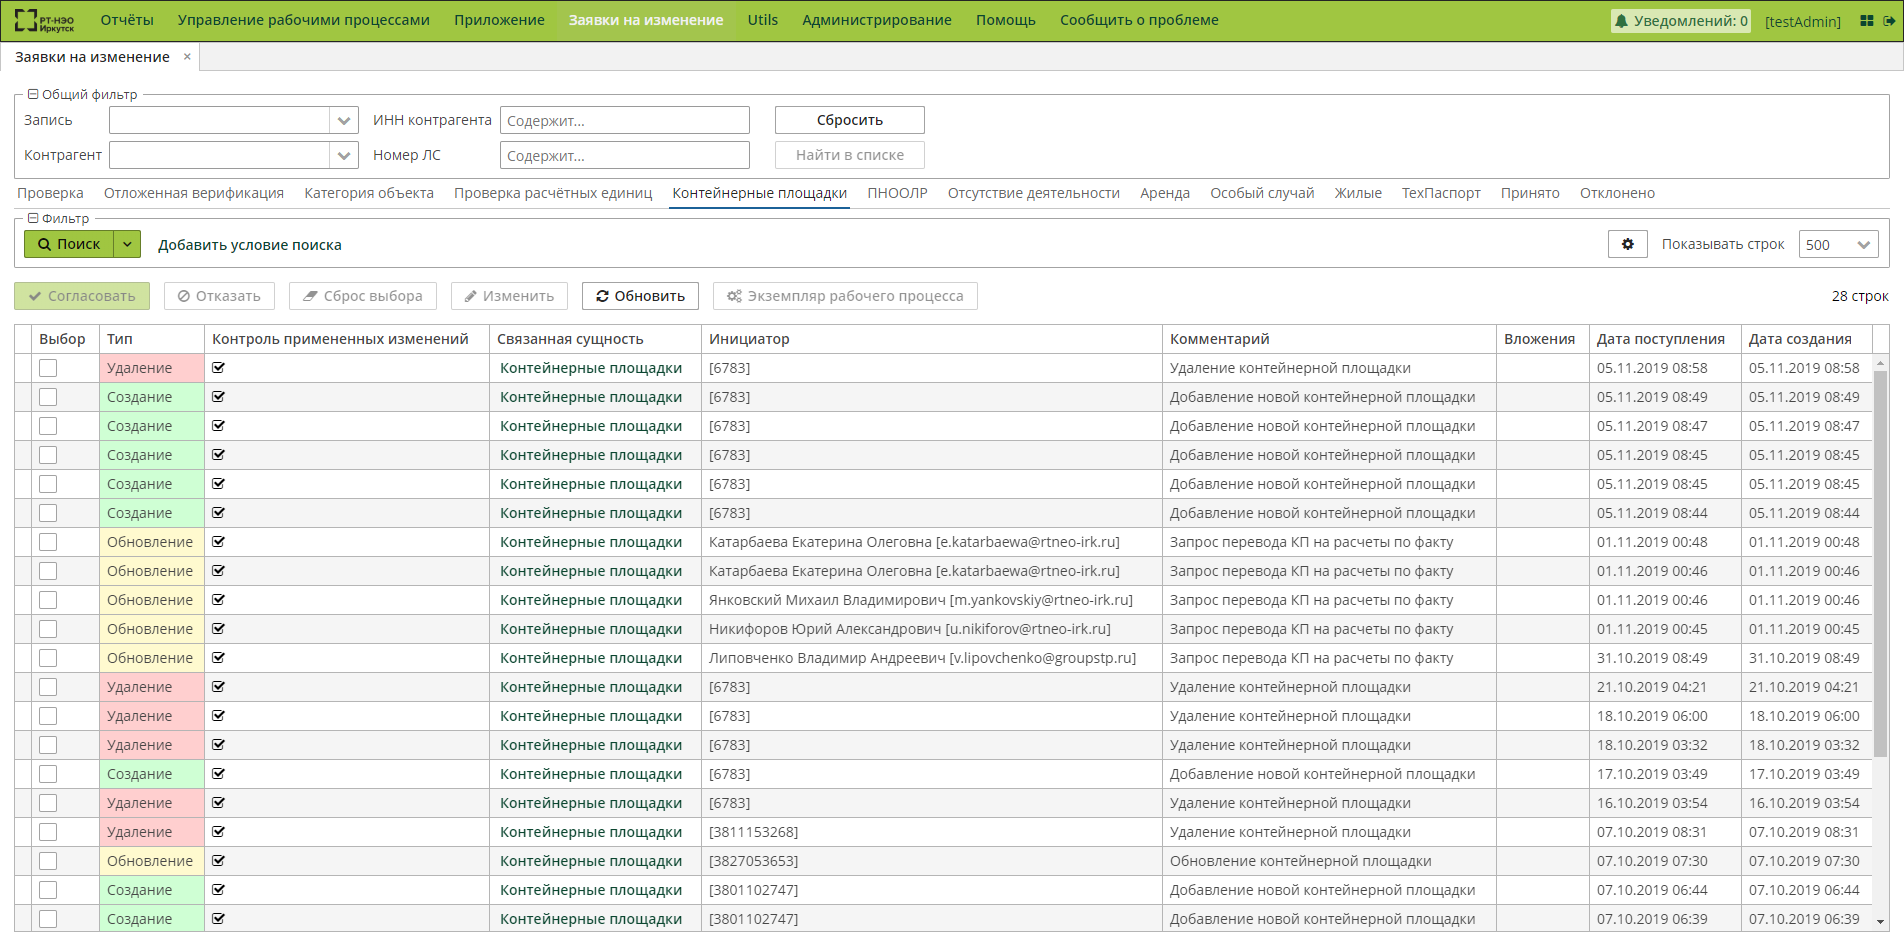 РТ-НЭО Иркутск Отчёты Управление рабочими процессами Приложение Заявки на изменение Utils Администрирование Помощь Сообщить о проблеме Уведомлений: 0 [testAdmin]
Заявки на изменение ×
Общий фильтр
Запись ИНН контрагента Содержит... Сбросить
Контрагент Номер ЛС Содержит... Найти в списке
Проверка Отложенная верификация Категория объекта Проверка расчётных единиц Контейнерные площадки ПНООЛР Отсутствие деятельности Аренда Особый случай Жилые ТехПаспорт Принято Отклонено
Фильтр
Поиск Добавить условие поиска Показывать строк 500
Согласовать Отказать Сброс выбора Изменить Обновить Экземпляр рабочего процесса 28 строк
Выбор Тип Контроль примененных изменений Связанная сущность Инициатор Комментарий Вложения Дата поступления Дата создания
Удаление Контейнерные площадки [6783] Удаление контейнерной площадки 05.11.2019 08:58 05.11.2019 08:58
Создание Контейнерные площадки [6783] Добавление новой контейнерной площадки 05.11.2019 08:49 05.11.2019 08:49
Создание Контейнерные площадки [6783] Добавление новой контейнерной площадки 05.11.2019 08:47 05.11.2019 08:47
Создание Контейнерные площадки [6783] Добавление новой контейнерной площадки 05.11.2019 08:45 05.11.2019 08:45
Создание Контейнерные площадки [6783] Добавление новой контейнерной площадки 05.11.2019 08:45 05.11.2019 08:45
Создание Контейнерные площадки [6783] Добавление новой контейнерной площадки 05.11.2019 08:44 05.11.2019 08:44
Обновление Контейнерные площадки Катарбаева Екатерина Олеговна [e.katarbaewa@rtneo-irk.ru] Запрос перевода КП на расчеты по факту 01.11.2019 00:48 01.11.2019 00:48
Обновление Контейнерные площадки Катарбаева Екатерина Олеговна [e.katarbaewa@rtneo-irk.ru] Запрос перевода КП на расчеты по факту 01.11.2019 00:46 01.11.2019 00:46
Обновление Контейнерные площадки Янковский Михаил Владимирович [m.yankovskiy@rtneo-irk.ru] Запрос перевода КП на расчеты по факту 01.11.2019 00:46 01.11.2019 00:46
Обновление Контейнерные площадки Никифоров Юрий Александрович [u.nikiforov@rtneo-irk.ru] Запрос перевода КП на расчеты по факту 01.11.2019 00:45 01.11.2019 00:45
Обновление Контейнерные площадки Липовченко Владимир Андреевич [v.lipovchenko@groupstp.ru] Запрос перевода КП на расчеты по факту 31.10.2019 08:49 31.10.2019 08:49
Удаление Контейнерные площадки [6783] Удаление контейнерной площадки 21.10.2019 04:21 21.10.2019 04:21
Удаление Контейнерные площадки [6783] Удаление контейнерной площадки 18.10.2019 06:00 18.10.2019 06:00
Удаление Контейнерные площадки [6783] Удаление контейнерной площадки 18.10.2019 03:32 18.10.2019 03:32
Создание Контейнерные площадки [6783] Добавление новой контейнерной площадки 17.10.2019 03:49 17.10.2019 03:49
Удаление Контейнерные площадки [6783] Удаление контейнерной площадки 16.10.2019 03:54 16.10.2019 03:54
Удаление Контейнерные площадки [3811153268] Удаление контейнерной площадки 07.10.2019 08:31 07.10.2019 08:31
Обновление Контейнерные площадки [3827053653] Обновление контейнерной площадки 07.10.2019 07:30 07.10.2019 07:30
Создание Контейнерные площадки [3801102747] Добавление новой контейнерной площадки 07.10.2019 06:44 07.10.2019 06:44
Создание Контейнерные площадки [3801102747] Добавление новой контейнерной площадки 07.10.2019 06:39 07.10.2019 06:39